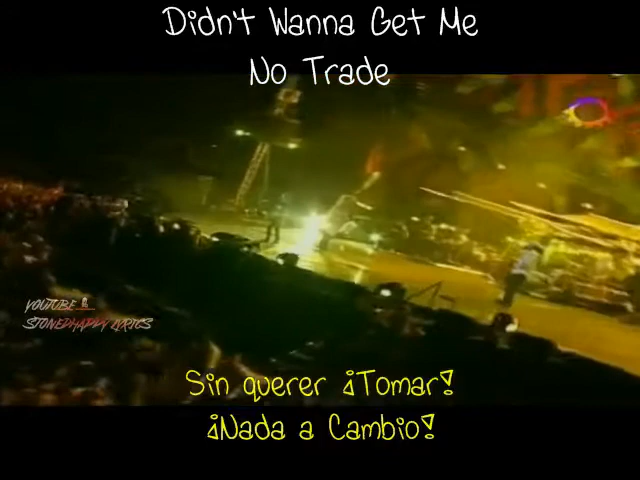 Didn't Wanna Get Me
No Trade
YOUTUBE
STONEDHAPPY LYRICS
Sin querer ¡Tomar!
¡Nada a Cambio!